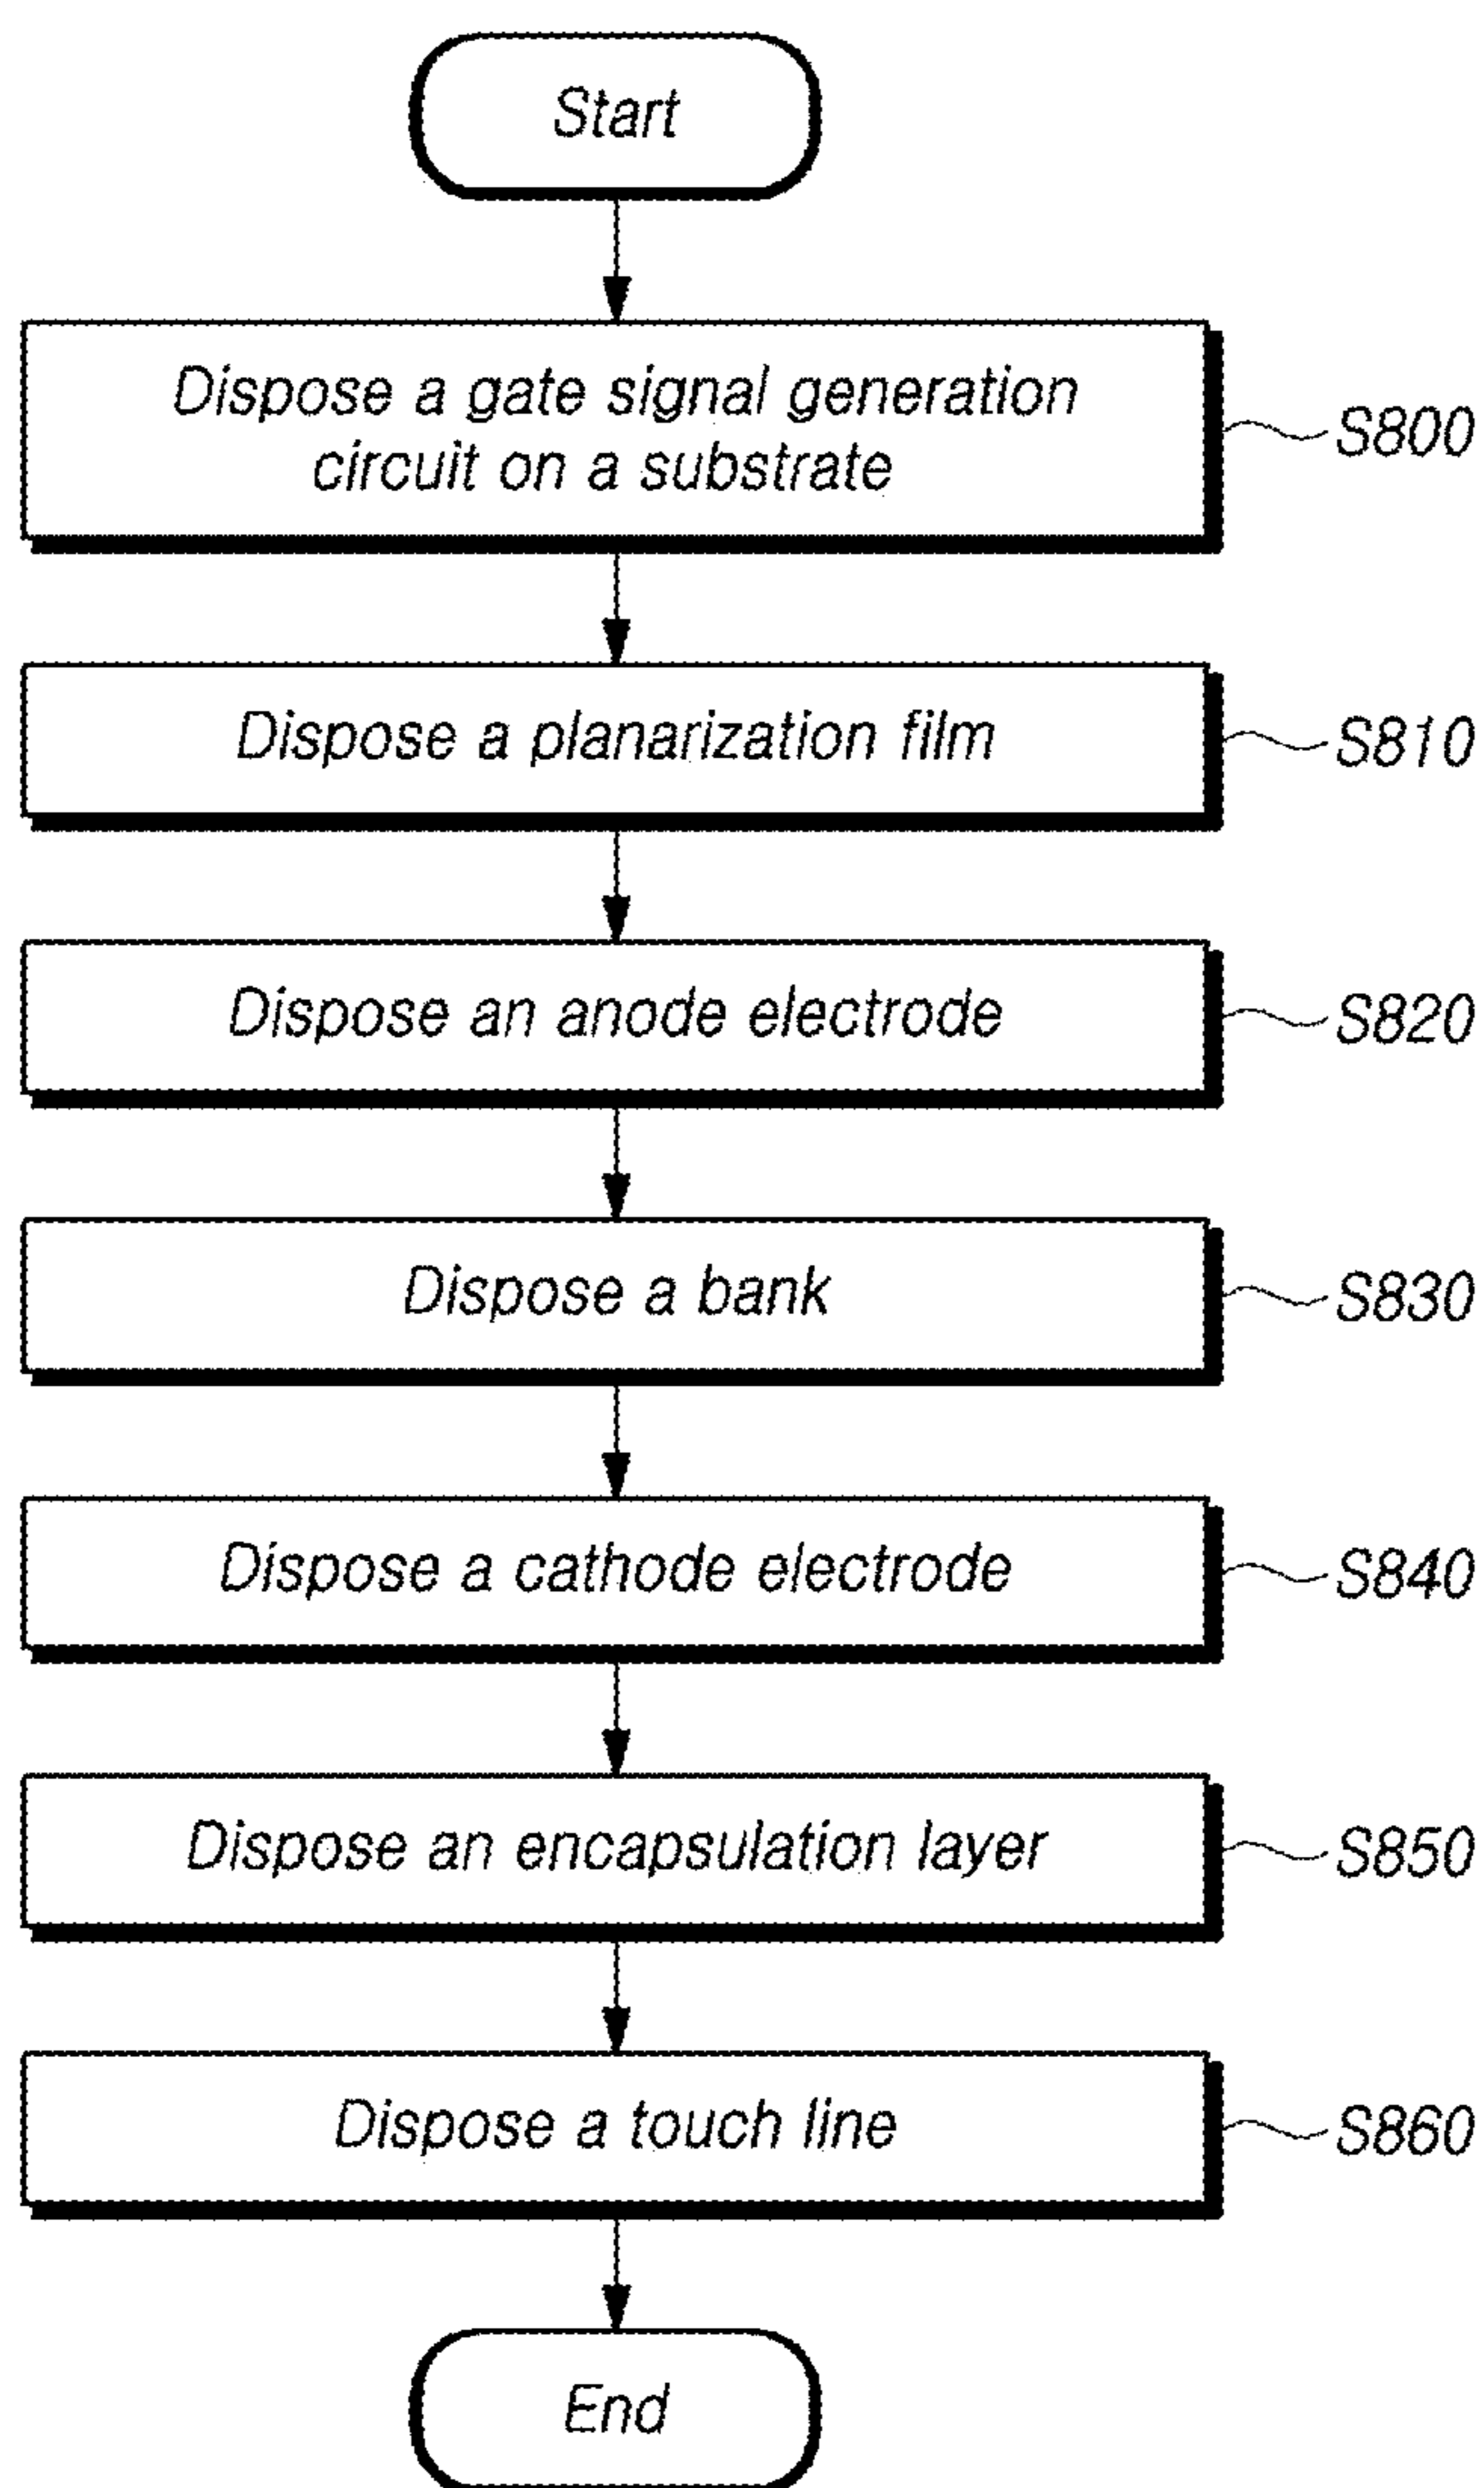 Start
Dispose a gate signal generation
circuit on a substrate
S800
Dispose a planarization film
S810
Dispose an anode electrode
S820
Dispose a bank
S830
Dispose a cathode electrode
S840
Dispose an encapsulation layer
S850
Dispose a touch line
S860
End